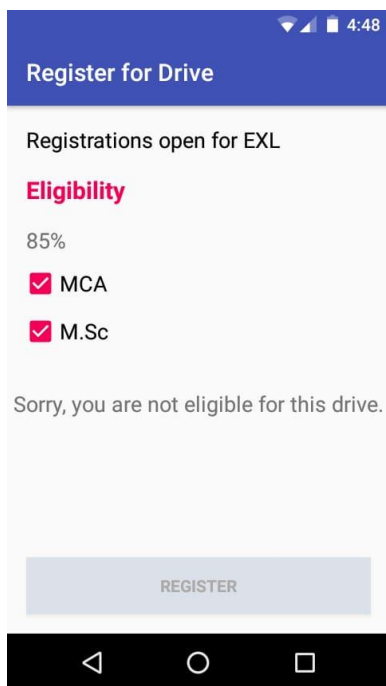 4:48
Register for Drive
Registrations open for EXL
Eligibility
85%
MCA
M.Sc
Sorry, you are not eligible for this drive.
REGISTER